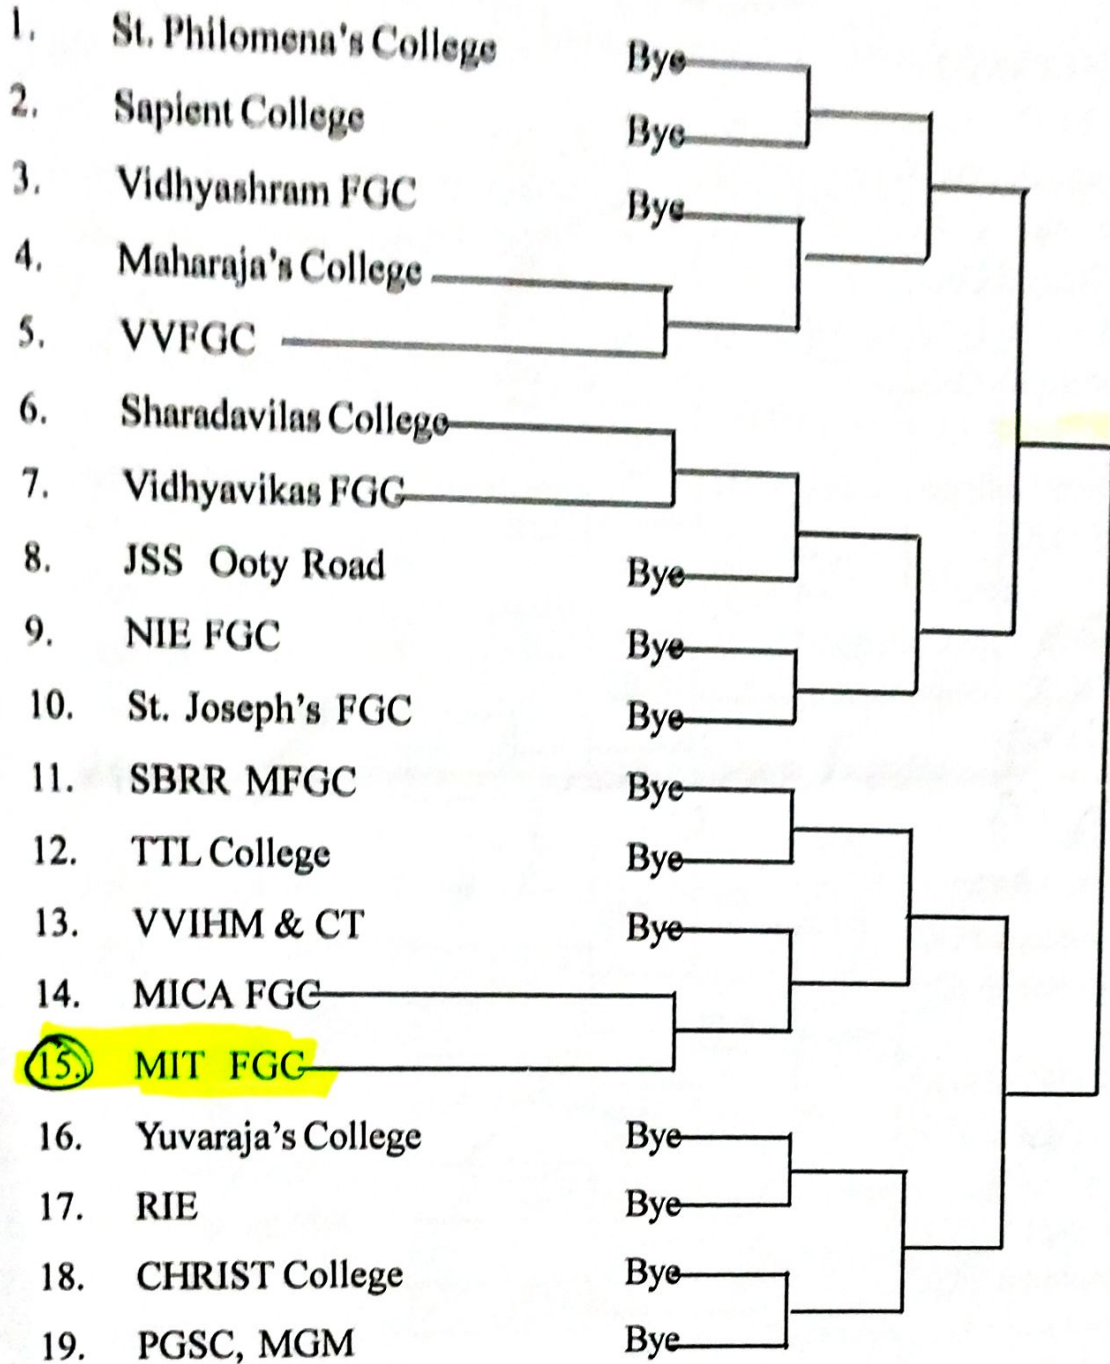 1. St. Philomena's College Bye
2. Sapient College Bye
3. Vidhyashram FGC Bye
4. Maharaja's College
5. VVFGC
6. Sharadavilas College
7. Vidhyavikas FGC
8. JSS Ooty Road Bye
9. NIE FGC Bye
10. St. Joseph's FGC Bye
11. SBRR MFGC Bye
12. TTL College Bye
13. VVIHM & CT Bye
14. MICA FGC
15. MIT FGC
16. Yuvaraja's College Bye
17. RIE Bye
18. CHRIST College Bye
19. PGSC, MGM Bye